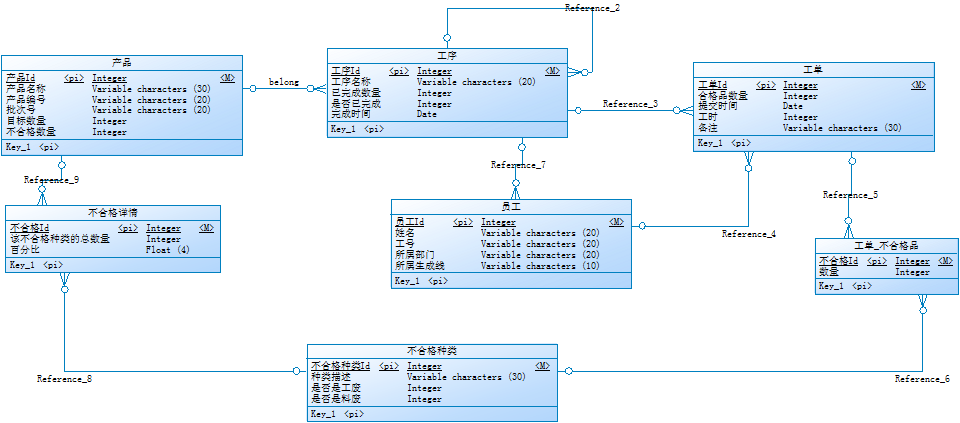 Reference_2
产品
产品Id <pi> Integer <M>
产品名称 Variable characters (30)
产品编号 Variable characters (20)
批次号 Variable characters (20)
目标数量 Integer
不合格数量 Integer
Key_1 <pi>
belong
工序
工序Id <pi> Integer <M>
工序名称 Variable characters (20)
已完成数量 Integer
是否已完成 Integer
完成时间 Date
Key_1 <pi>
Reference_3
工单
工单Id <pi> Integer <M>
合格品数量 Integer
提交时间 Date
工时 Integer
备注 Variable characters (30)
Key_1 <pi>
Reference_9
Reference_7
Reference_5
不合格详情
不合格Id <pi> Integer <M>
该不合格种类的总数量 Integer
百分比 Float (4)
Key_1 <pi>
员工
员工Id <pi> Integer <M>
姓名 Variable characters (20)
工号 Variable characters (20)
所属部门 Variable characters (20)
所属生成线 Variable characters (10)
Key_1 <pi>
Reference_4
工单_不合格品
不合格Id <pi> Integer <M>
数量 Integer
Key_1 <pi>
不合格种类
不合格种类Id <pi> Integer <M>
种类描述 Variable characters (30)
是否是工废 Integer
是否是料废 Integer
Key_1 <pi>
Reference_8
Reference_6